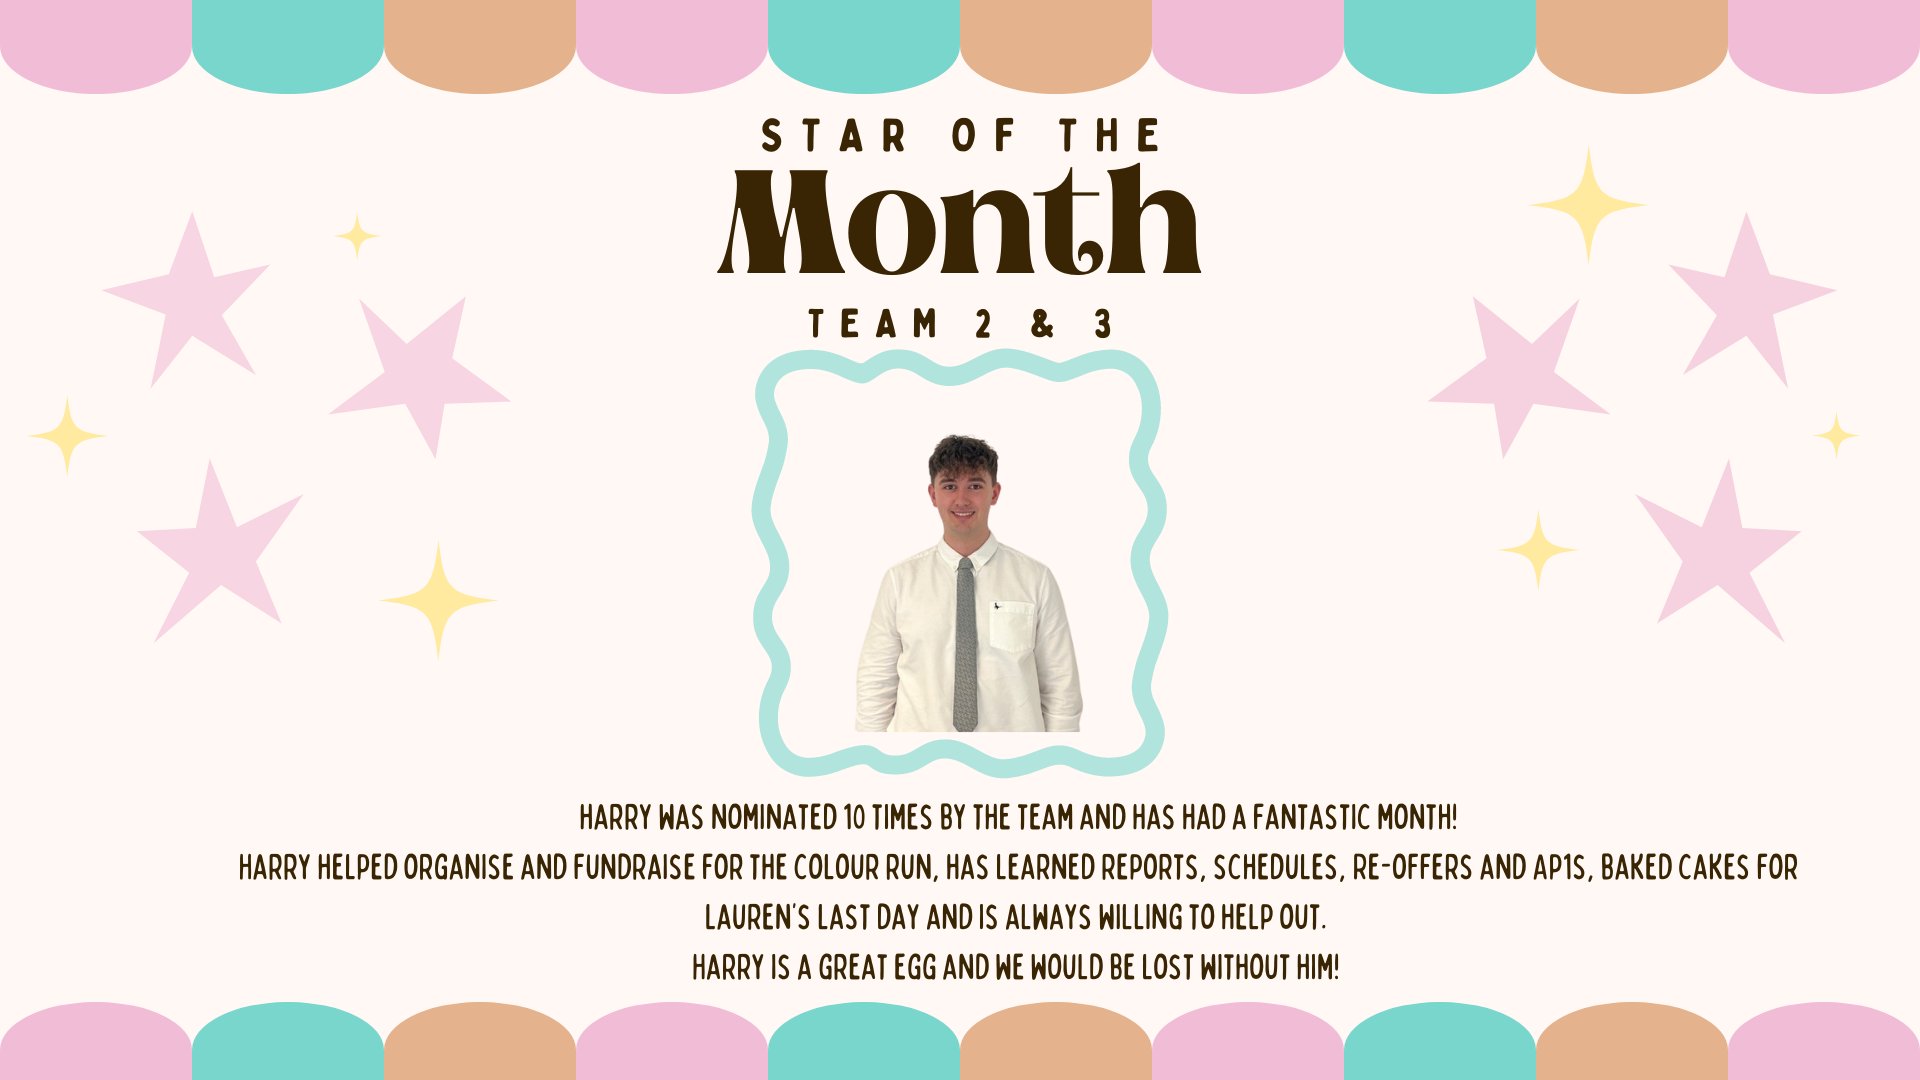 STAR OF THE
Month
TEAM 2 & 3
HARRY WAS NOMINATED 10 TIMES BY THE TEAM AND HAS HAD A FANTASTIC MONTH!
HARRY HELPED ORGANISE AND FUNDRAISE FOR THE COLOUR RUN, HAS LEARNED REPORTS, SCHEDULES, RE-OFFERS AND AP1S, BAKED CAKES FOR
LAUREN'S LAST DAY AND IS ALWAYS WILLING TO HELP OUT.
HARRY IS A GREAT EGG AND WE WOULD BE LOST WITHOUT HIM!